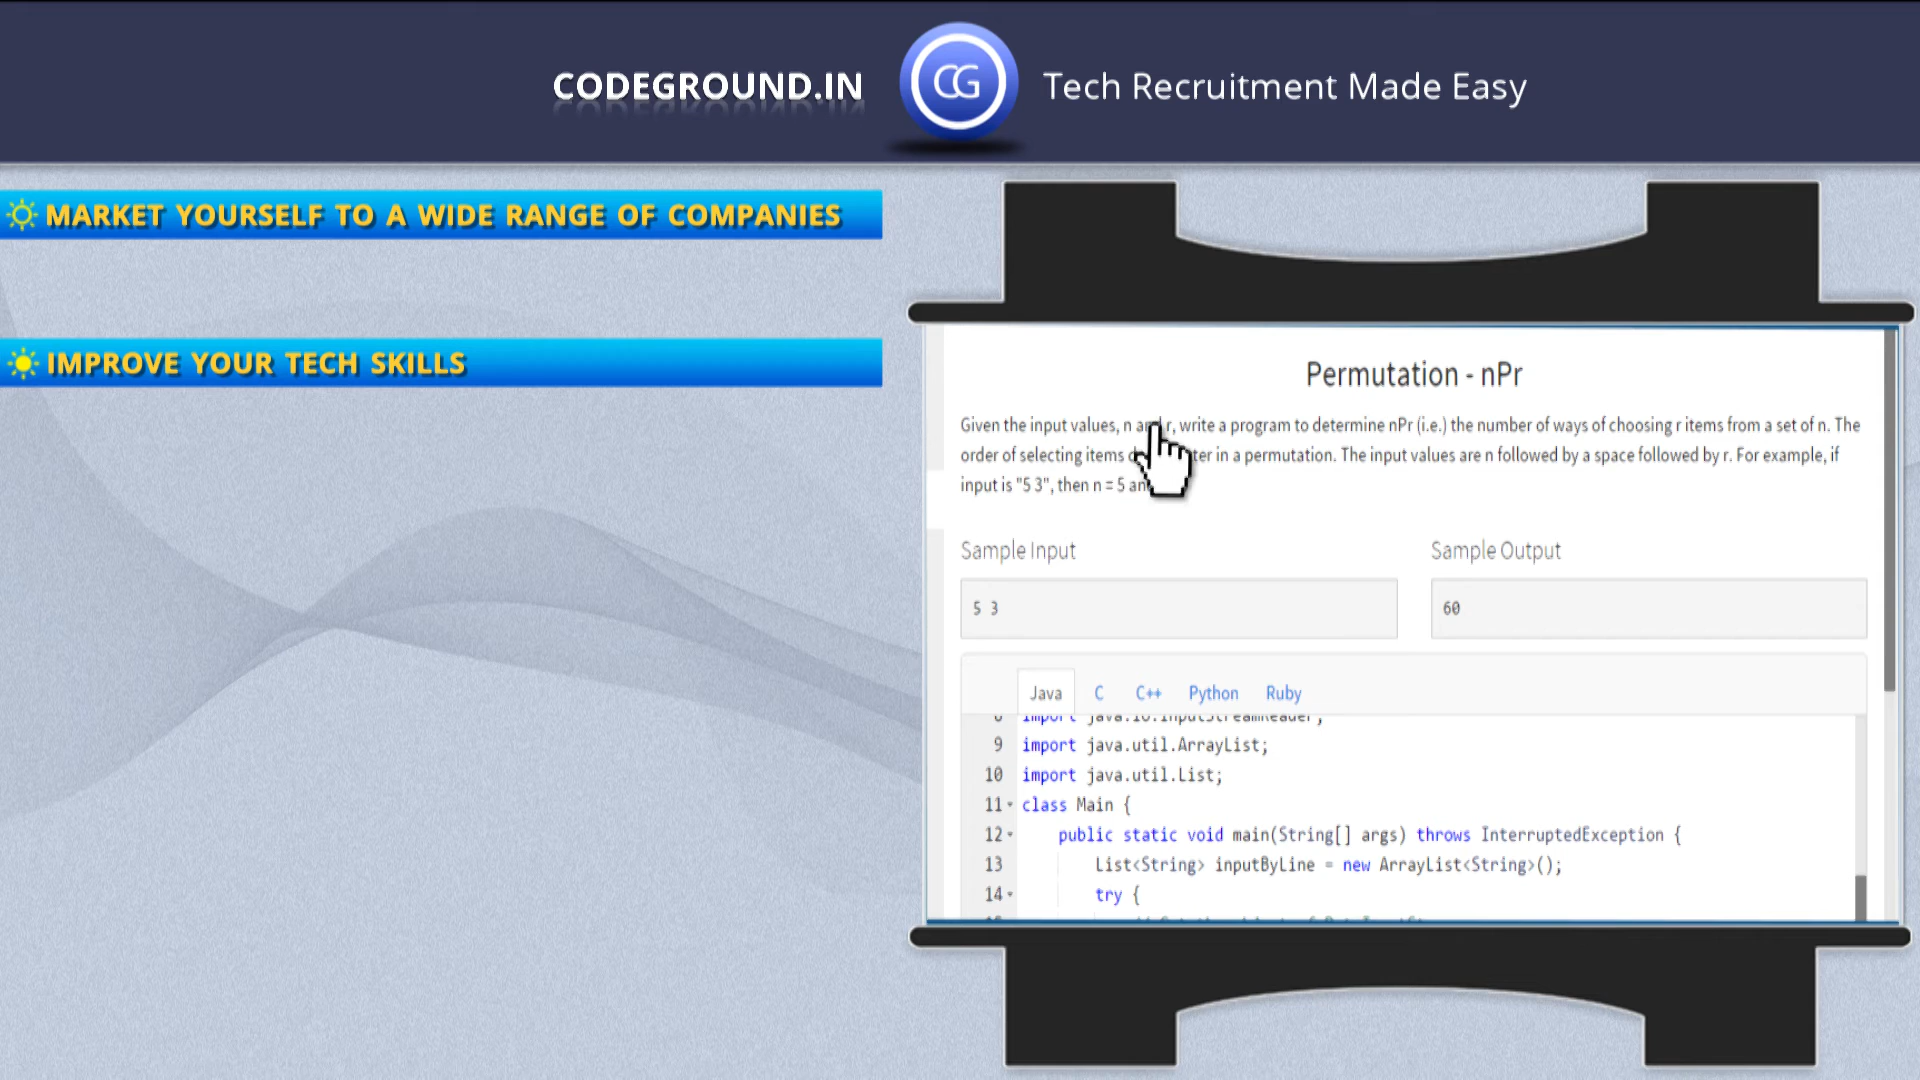 CODEGROUND.IN
CG
Tech Recruitment Made Easy
MARKET YOURSELF TO A WIDE RANGE OF COMPANIES
IMPROVE YOUR TECH SKILLS
Permutation - nPr
Given the input values, n and r, write a program to determine nPr (i.e.) the number of ways of choosing r items from a set of n. The
order of selecting items in a permutation. The input values are n followed by a space followed by r. For example, if
input is "5 3", then n = 5
Sample Input
Sample Output
5 3
60
Java C C++ Python Ruby
import java.io.InputStreamReader;
9 import java.util.ArrayList;
10 import java.util.List;
11 class Main {
12 public static void main(String[] args) throws InterruptedException {
13 List<String> inputByLine = new ArrayList<String>();
14 try {